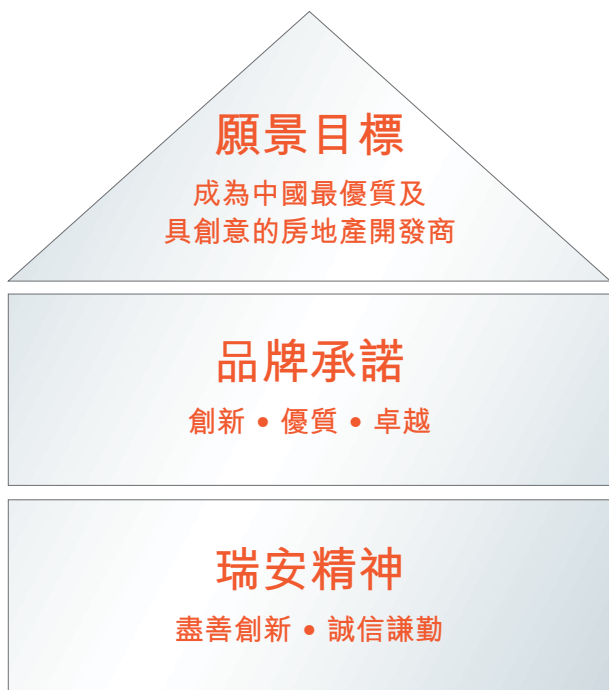 願景目標
成為中國最優質及
具創意的房地產開發商
品牌承諾
創新 • 優質 • 卓越
瑞安精神
盡善創新 • 誠信謙勤